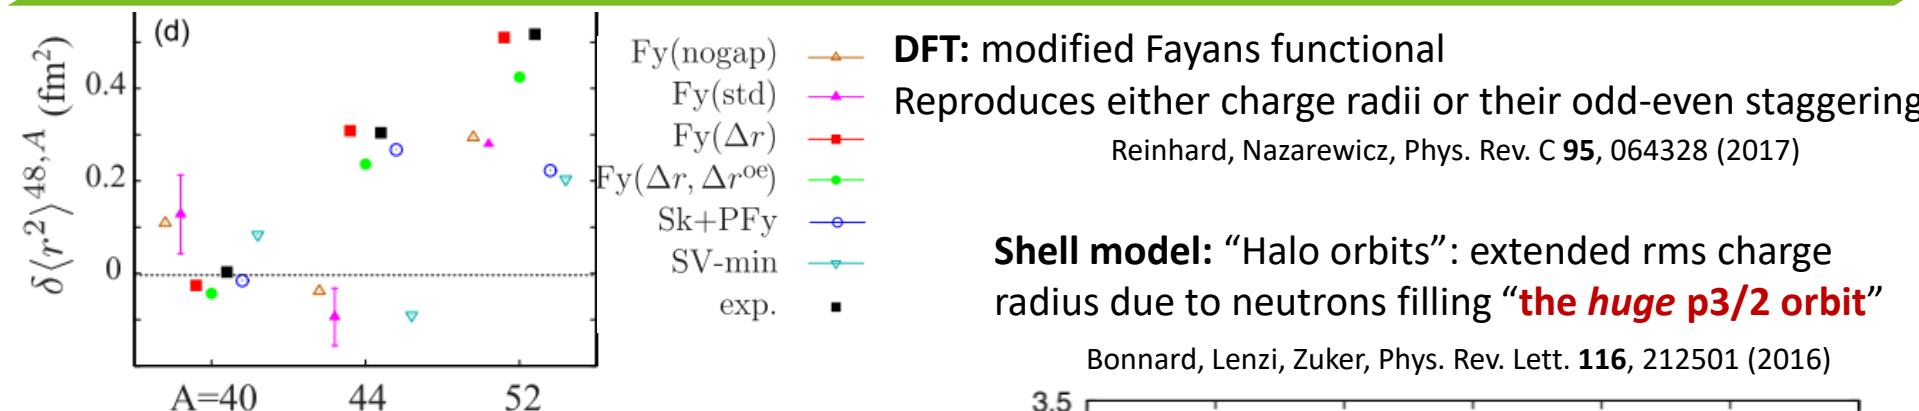 (d)
δ⟨r²⟩⁴⁸,ᴬ (fm²)
0.4
0.2
0
A=40 44 52
Fy(nogap)
Fy(std)
Fy(Δr)
Fy(Δr, Δrᵒᵉ)
Sk+PFy
SV-min
exp.
DFT: modified Fayans functional
Reproduces either charge radii or their odd-even staggering
Reinhard, Nazarewicz, Phys. Rev. C 95, 064328 (2017)
Shell model: “Halo orbits”: extended rms charge
radius due to neutrons filling “the huge p3/2 orbit”
Bonnard, Lenzi, Zuker, Phys. Rev. Lett. 116, 212501 (2016)
3.5